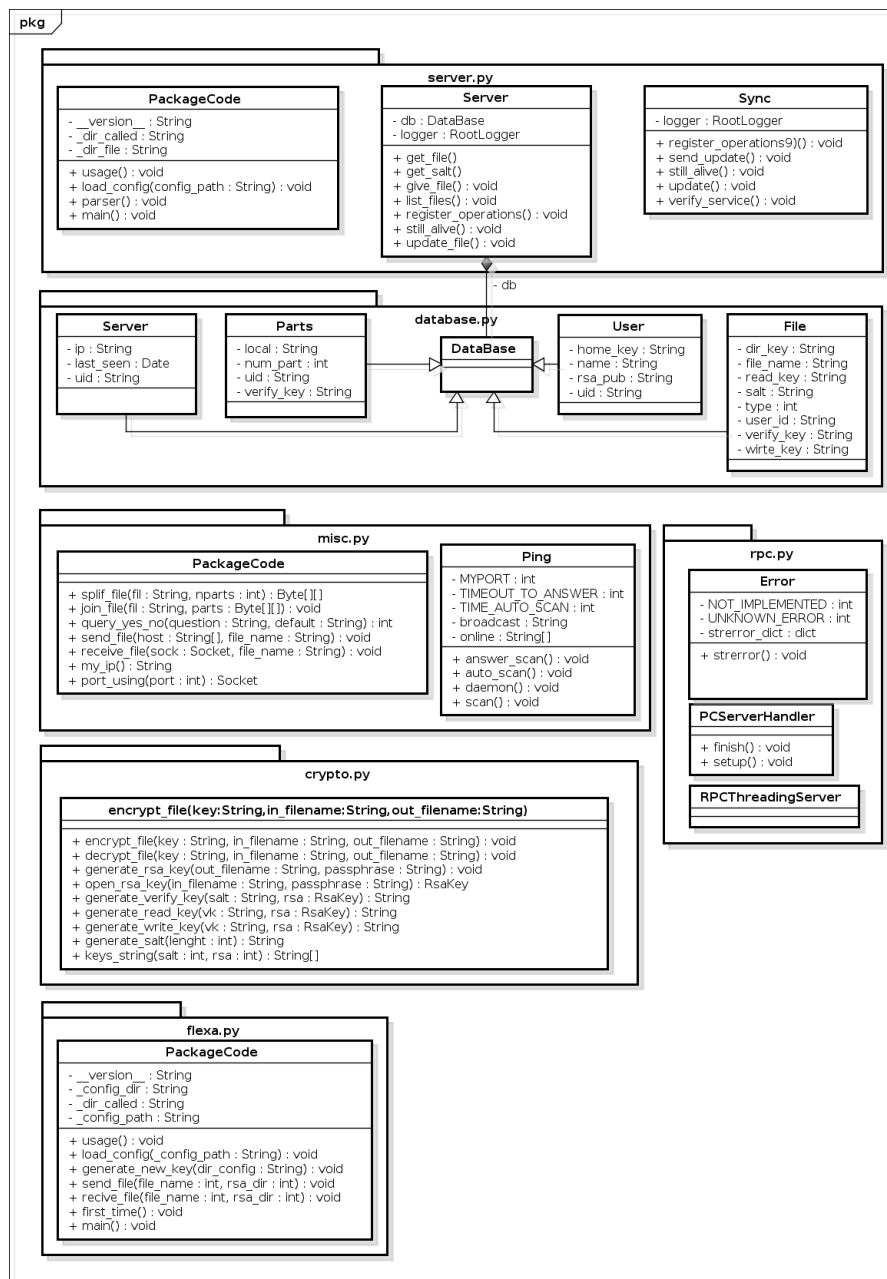 pkg
server.py
PackageCode
- __version__ : String
- _dir_called : String
- _dir_file : String
+ usage() : void
+ load_config(config_path : String) : void
+ parser() : void
+ main() : void
Server
- db : DataBase
- logger : RootLogger
+ get_file()
+ get_salt()
+ give_file() : void
+ list_files() : void
+ register_operations() : void
+ still_alive() : void
+ update_file() : void
Sync
- logger : RootLogger
+ register_operations9)() : void
+ send_update() : void
+ still_alive() : void
+ update() : void
+ verify_service() : void
- db
database.py
Server
- ip : String
- last_seen : Date
- uid : String
Parts
- local : String
- num_part : int
- uid : String
- verify_key : String
DataBase
User
- home_key : String
- name : String
- rsa_pub : String
- uid : String
File
- dir_key : String
- file_name : String
- read_key : String
- salt : String
- type : int
- user_id : String
- verify_key : String
- wirte_key : String
misc.py
PackageCode
+ splif_file(fil : String, nparts : int) : Byte[][]
+ join_file(fil : String, parts : Byte[][]) : void
+ query_yes_no(question : String, default : String) : int
+ send_file(host : String[], file_name : String) : void
+ receive_file(sock : Socket, file_name : String) : void
+ my_ip() : String
+ port_using(port : int) : Socket
Ping
- MYPORT : int
- TIMEOUT_TO_ANSWER : int
- TIME_AUTO_SCAN : int
- broadcast : String
- online : String[]
+ answer_scan() : void
+ auto_scan() : void
+ daemon() : void
+ scan() : void
rpc.py
Error
- NOT_IMPLEMENTED : int
- UNKNOWN_ERROR : int
- strerror_dict : dict
+ strerror() : void
PCServerHandler
+ finish() : void
+ setup() : void
RPCThreadingServer
crypto.py
encrypt_file(key:String,in_filename:String,out_filename:String)
+ encrypt_file(key : String, in_filename : String, out_filename : String) : void
+ decrypt_file(key : String, in_filename : String, out_filename : String) : void
+ generate_rsa_key(out_filename : String, passphrase : String) : void
+ open_rsa_key(in_filename : String, passphrase : String) : RsaKey
+ generate_verify_key(salt : String, rsa : RsaKey) : String
+ generate_read_key(vk : String, rsa : RsaKey) : String
+ generate_write_key(vk : String, rsa : RsaKey) : String
+ generate_salt(lenght : int) : String
+ keys_string(salt : int, rsa : int) : String[]
flexa.py
PackageCode
- __version__ : String
- _config_dir : String
- _dir_called : String
- _config_path : String
+ usage() : void
+ load_config(_config_path : String) : void
+ generate_new_key(dir_config : String) : void
+ send_file(file_name : int, rsa_dir : int) : void
+ recive_file(file_name : int, rsa_dir : int) : void
+ first_time() : void
+ main() : void